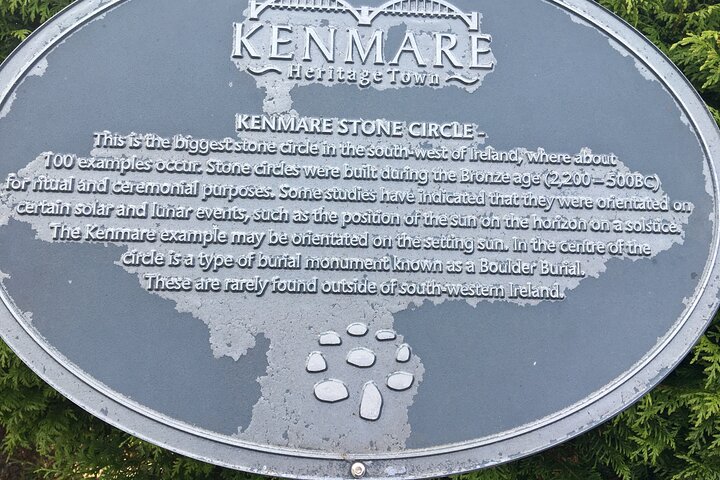 KENMARE
Heritage Town
KENMARE STONE CIRCLE -
This is the biggest stone circle in the south-west of Ireland, where about
100 examples occur. Stone circles were built during the Bronze age (2,200—500BC)
for ritual and ceremonial purposes. Some studies have indicated that they were orientated on
certain solar and lunar events, such as the position of the sun on the horizon on a solstice.
The Kenmare example may be orientated on the setting sun. In the centre of the
circle is a type of burial monument known as a Boulder Burial.
These are rarely found outside of south-western Ireland.